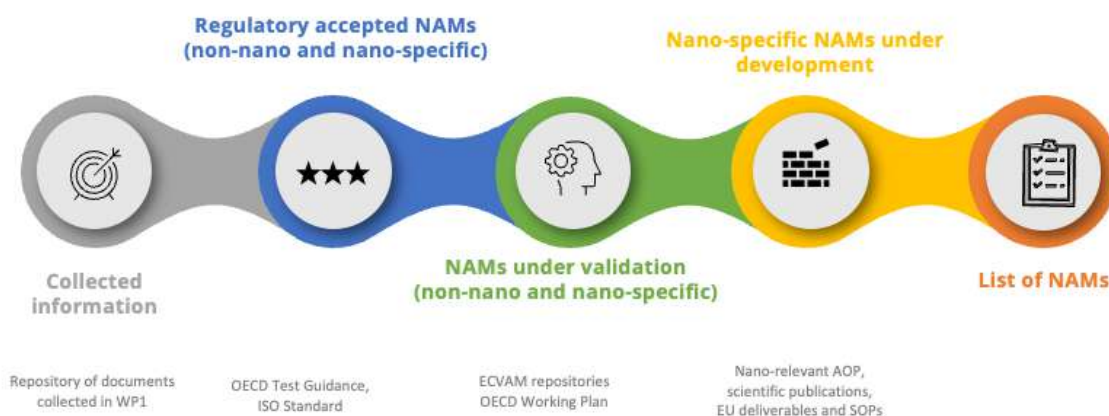 Regulatory accepted NAMs
(non-nano and nano-specific)
Nano-specific NAMs under
development
Collected
information
NAMs under validation
(non-nano and nano-specific)
List of NAMs
Repository of documents
collected in WP1
OECD Test Guidance,
ISO Standard
ECVAM repositories
OECD Working Plan
Nano-relevant AOP,
scientific publications,
EU deliverables and SOPs